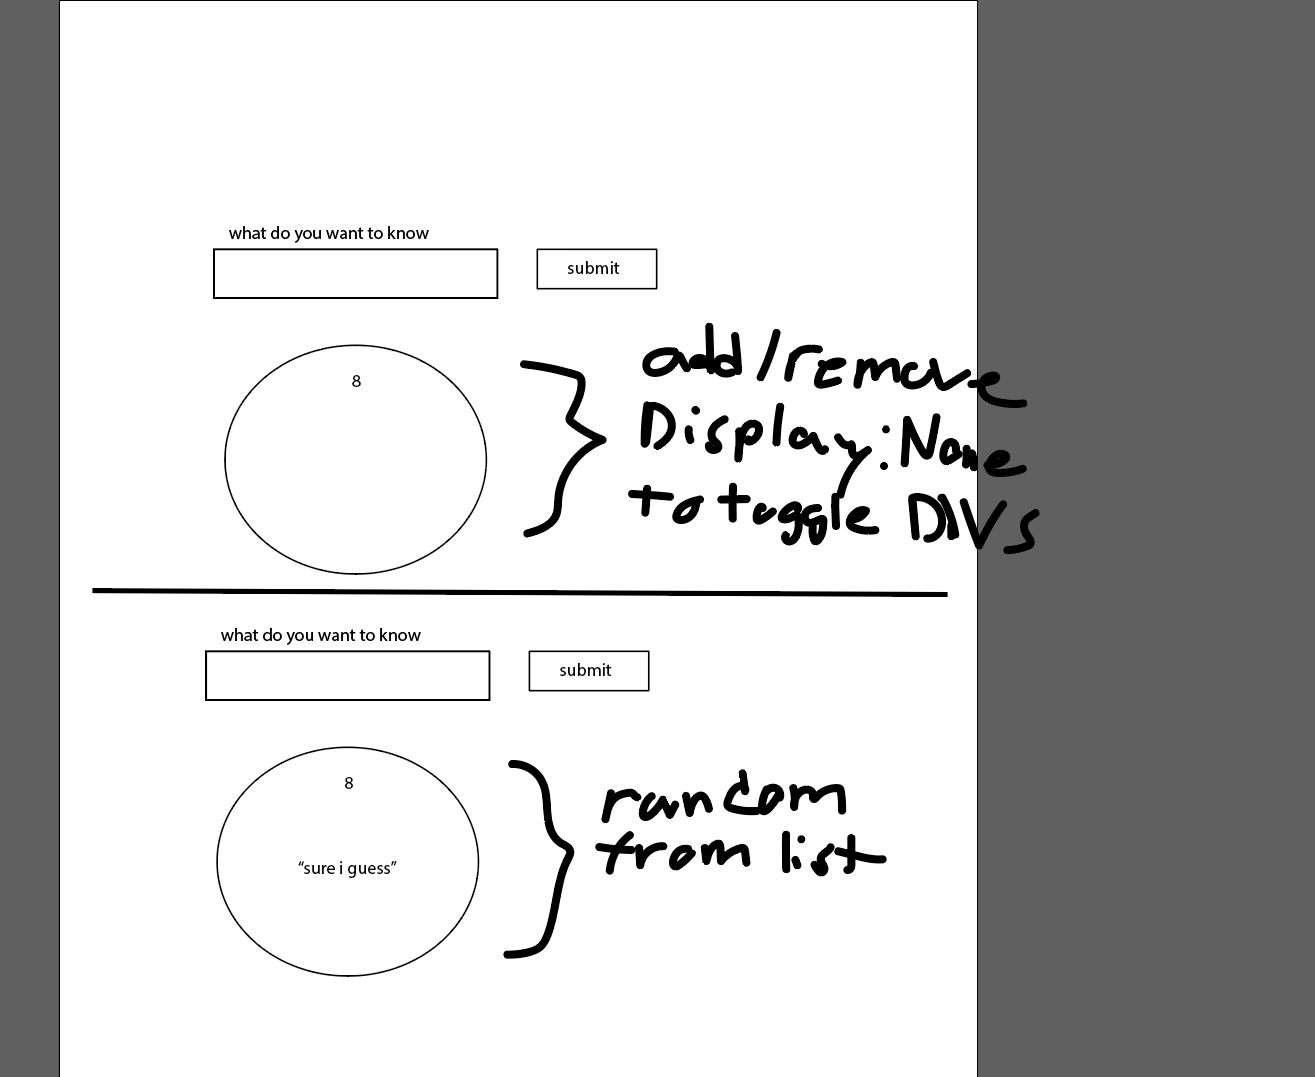 what do you want to know
submit
8
add/remove
Display:None
to toggle DIVs
what do you want to know
submit
8
“sure i guess”
random
from list